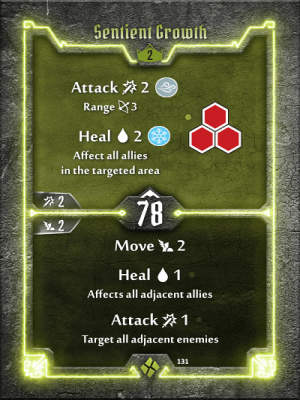 Sentient Growth
2
Attack 2
Range 3
Heal 2
Affect all allies
in the targeted area
2
78
2
Move 2
Heal 1
Affects all adjacent allies
Attack 1
Target all adjacent enemies
131